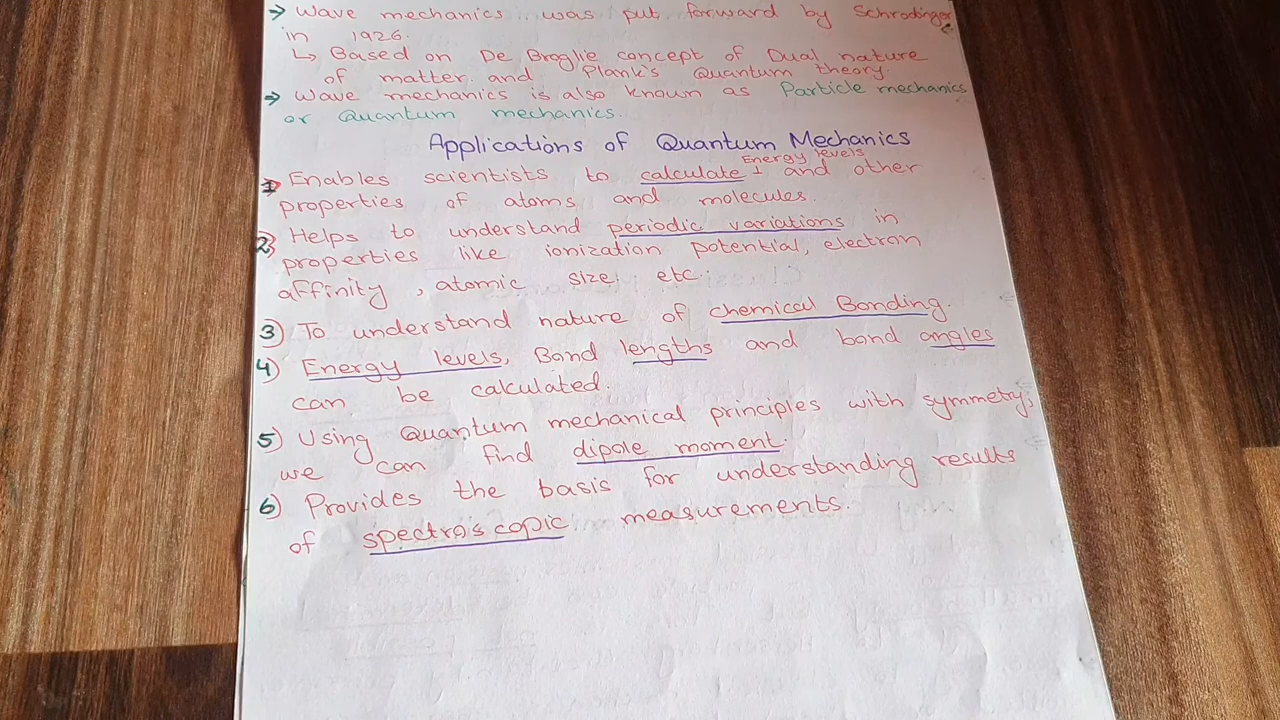 → Wave mechanics was put forward by Schrodinger
in 1926.
↳ Based on De Broglie concept of Dual nature
of matter and Plank's Quantum theory.
→ Wave mechanics is also known as Particle mechanics
or Quantum mechanics.
Applications of Quantum Mechanics
Energy levels
1) Enables scientists to calculate ⊥ and other
properties of atoms and molecules.
2) Helps to understand periodic variations in
properties like ionization potential, electron
affinity, atomic size, etc.
3) To understand nature of chemical Bonding.
4) Energy levels, Bond lengths and bond angles
can be calculated.
5) Using Quantum mechanical principles with symmetry,
we can find dipole moment.
6) Provides the basis for understanding results
of spectroscopic measurements.